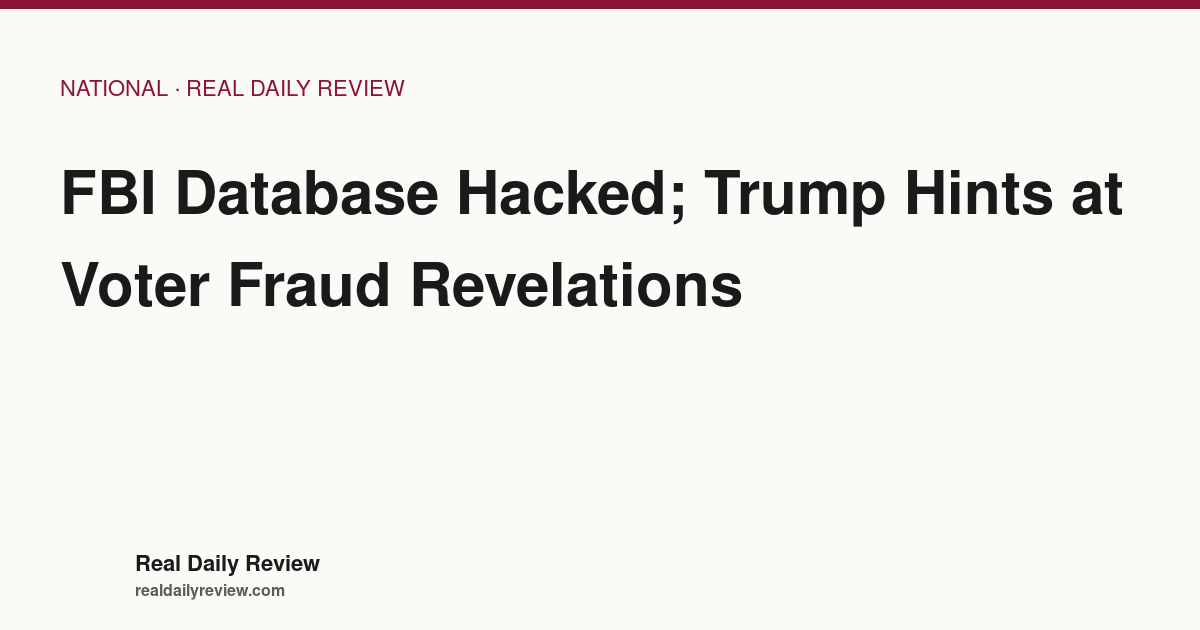 NATIONAL · REAL DAILY REVIEW
FBI Database Hacked; Trump Hints at
Voter Fraud Revelations
Real Daily Review
realdailyreview.com